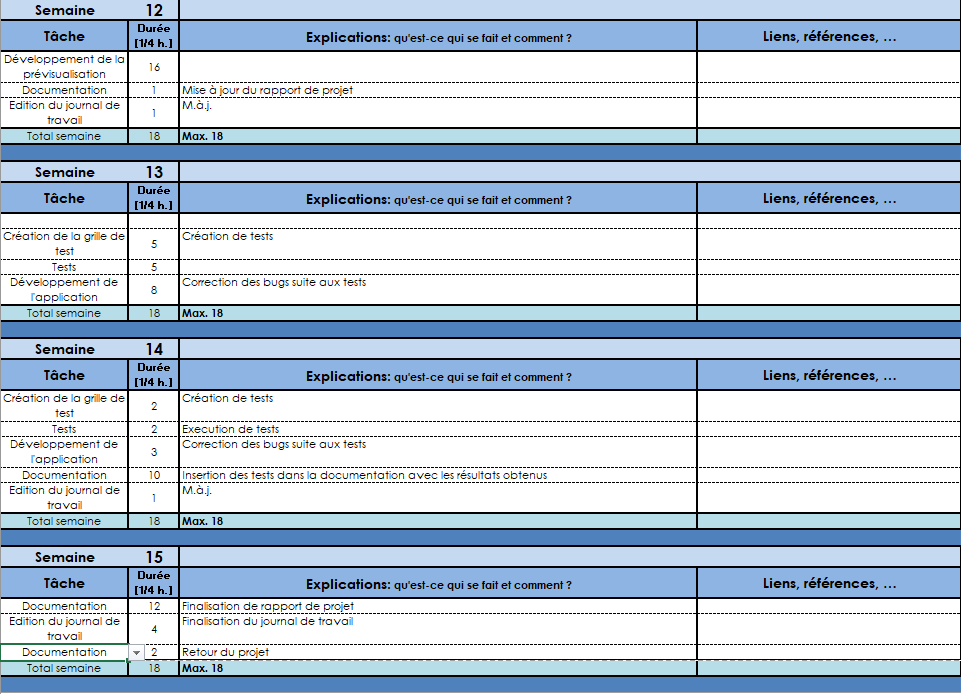 Semaine 12
Tâche Durée [1/4 h.] Explications: qu'est-ce qui se fait et comment ? Liens, références, ...
Développement de la prévisualisation 16
Documentation 1 Mise à jour du rapport de projet
Edition du journal de travail 1 M.à.j.
Total semaine 18 Max. 18
Semaine 13
Tâche Durée [1/4 h.] Explications: qu'est-ce qui se fait et comment ? Liens, références, ...
Création de la grille de test 5 Création de tests
Tests 5
Développement de l'application 8 Correction des bugs suite aux tests
Total semaine 18 Max. 18
Semaine 14
Tâche Durée [1/4 h.] Explications: qu'est-ce qui se fait et comment ? Liens, références, ...
Création de la grille de test 2 Création de tests
Tests 2 Execution de tests
Développement de l'application 3 Correction des bugs suite aux tests
Documentation 10 Insertion des tests dans la documentation avec les résultats obtenus
Edition du journal de travail 1 M.à.j.
Total semaine 18 Max. 18
Semaine 15
Tâche Durée [1/4 h.] Explications: qu'est-ce qui se fait et comment ? Liens, références, ...
Documentation 12 Finalisation de rapport de projet
Edition du journal de travail 4 Finalisation du journal de travail
Documentation 2 Retour du projet
Total semaine 18 Max. 18